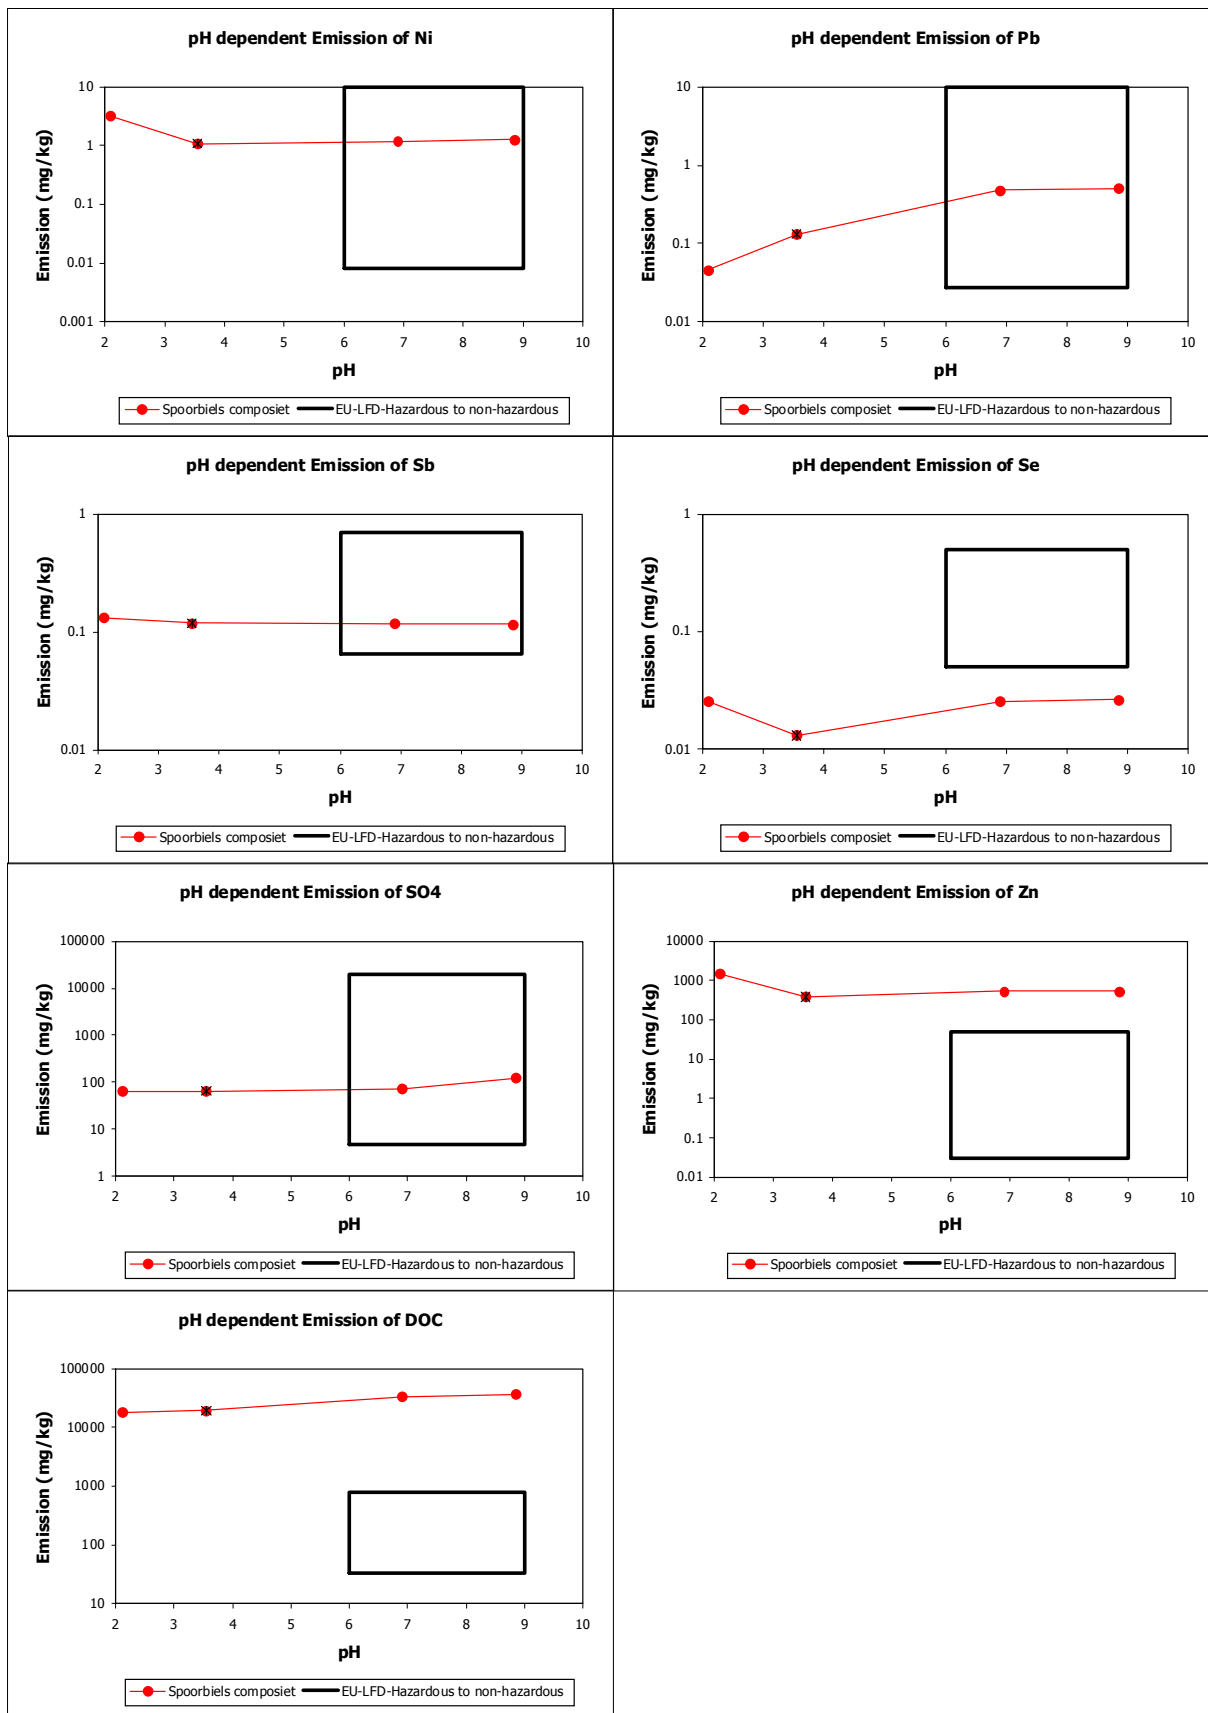 pH dependent Emission of Ni
10
1
0.1
0.01
0.001
Emission (mg/kg)
2 3 4 5 6 7 8 9 10
pH
Spoorbiels composiet EU-LFD-Hazardous to non-hazardous
pH dependent Emission of Pb
10
1
0.1
0.01
Emission (mg/kg)
2 3 4 5 6 7 8 9 10
pH
Spoorbiels composiet EU-LFD-Hazardous to non-hazardous
pH dependent Emission of Sb
1
0.1
0.01
Emission (mg/kg)
2 3 4 5 6 7 8 9 10
pH
Spoorbiels composiet EU-LFD-Hazardous to non-hazardous
pH dependent Emission of Se
1
0.1
0.01
Emission (mg/kg)
2 3 4 5 6 7 8 9 10
pH
Spoorbiels composiet EU-LFD-Hazardous to non-hazardous
pH dependent Emission of SO4
100000
10000
1000
100
10
1
Emission (mg/kg)
2 3 4 5 6 7 8 9 10
pH
Spoorbiels composiet EU-LFD-Hazardous to non-hazardous
pH dependent Emission of Zn
10000
1000
100
10
1
0.1
0.01
Emission (mg/kg)
2 3 4 5 6 7 8 9 10
pH
Spoorbiels composiet EU-LFD-Hazardous to non-hazardous
pH dependent Emission of DOC
100000
10000
1000
100
10
Emission (mg/kg)
2 3 4 5 6 7 8 9 10
pH
Spoorbiels composiet EU-LFD-Hazardous to non-hazardous